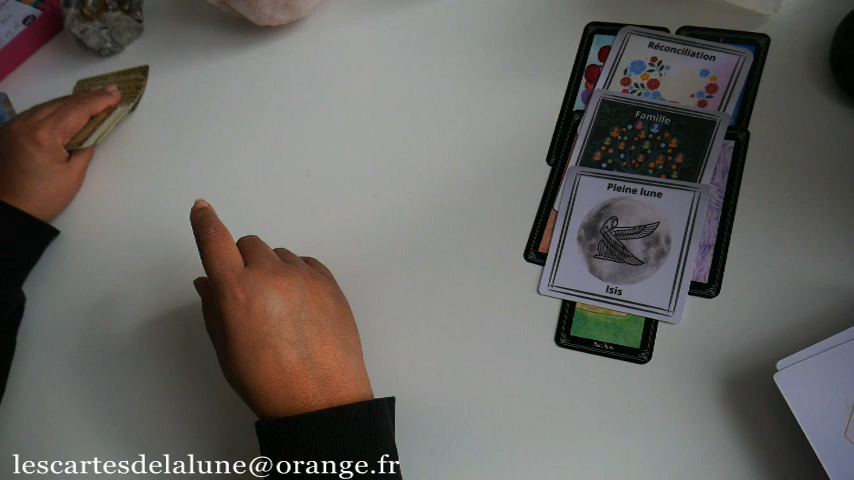 Réconciliation
Famille
Pleine lune
Isis
lescartesdelalune@orange.fr